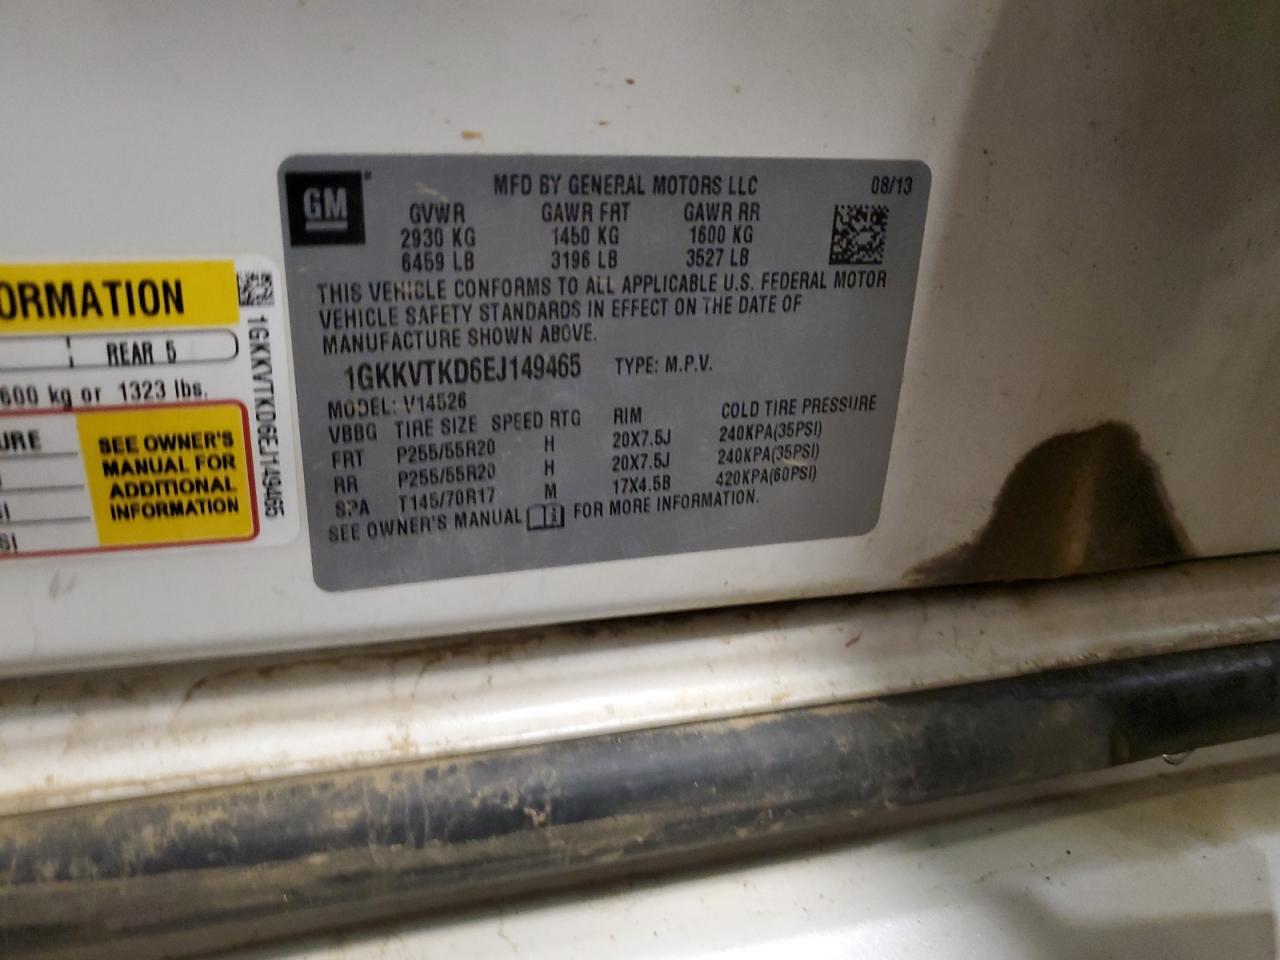 GM
MFD BY GENERAL MOTORS LLC 08/13
GVWR GAWR FRT GAWR RR
2930 KG 1450 KG 1600 KG
6459 LB 3196 LB 3527 LB
THIS VEHICLE CONFORMS TO ALL APPLICABLE U.S. FEDERAL MOTOR
VEHICLE SAFETY STANDARDS IN EFFECT ON THE DATE OF
MANUFACTURE SHOWN ABOVE.
1GKKVTKD6EJ149465 TYPE: M.P.V.
MODEL: V14526
VBBG TIRE SIZE SPEED RTG RIM COLD TIRE PRESSURE
FRT P255/55R20 H 20X7.5J 240KPA(35PSI)
RR P255/55R20 H 20X7.5J 240KPA(35PSI)
SPA T145/70R17 M 17X4.5B 420KPA(60PSI)
SEE OWNER'S MANUAL FOR MORE INFORMATION.
ORMATION
REAR 5
600 kg or 1323 lbs.
URE
SEE OWNER'S
MANUAL FOR
ADDITIONAL
INFORMATION
SI
SI
1GKKVTKD6EJ149465